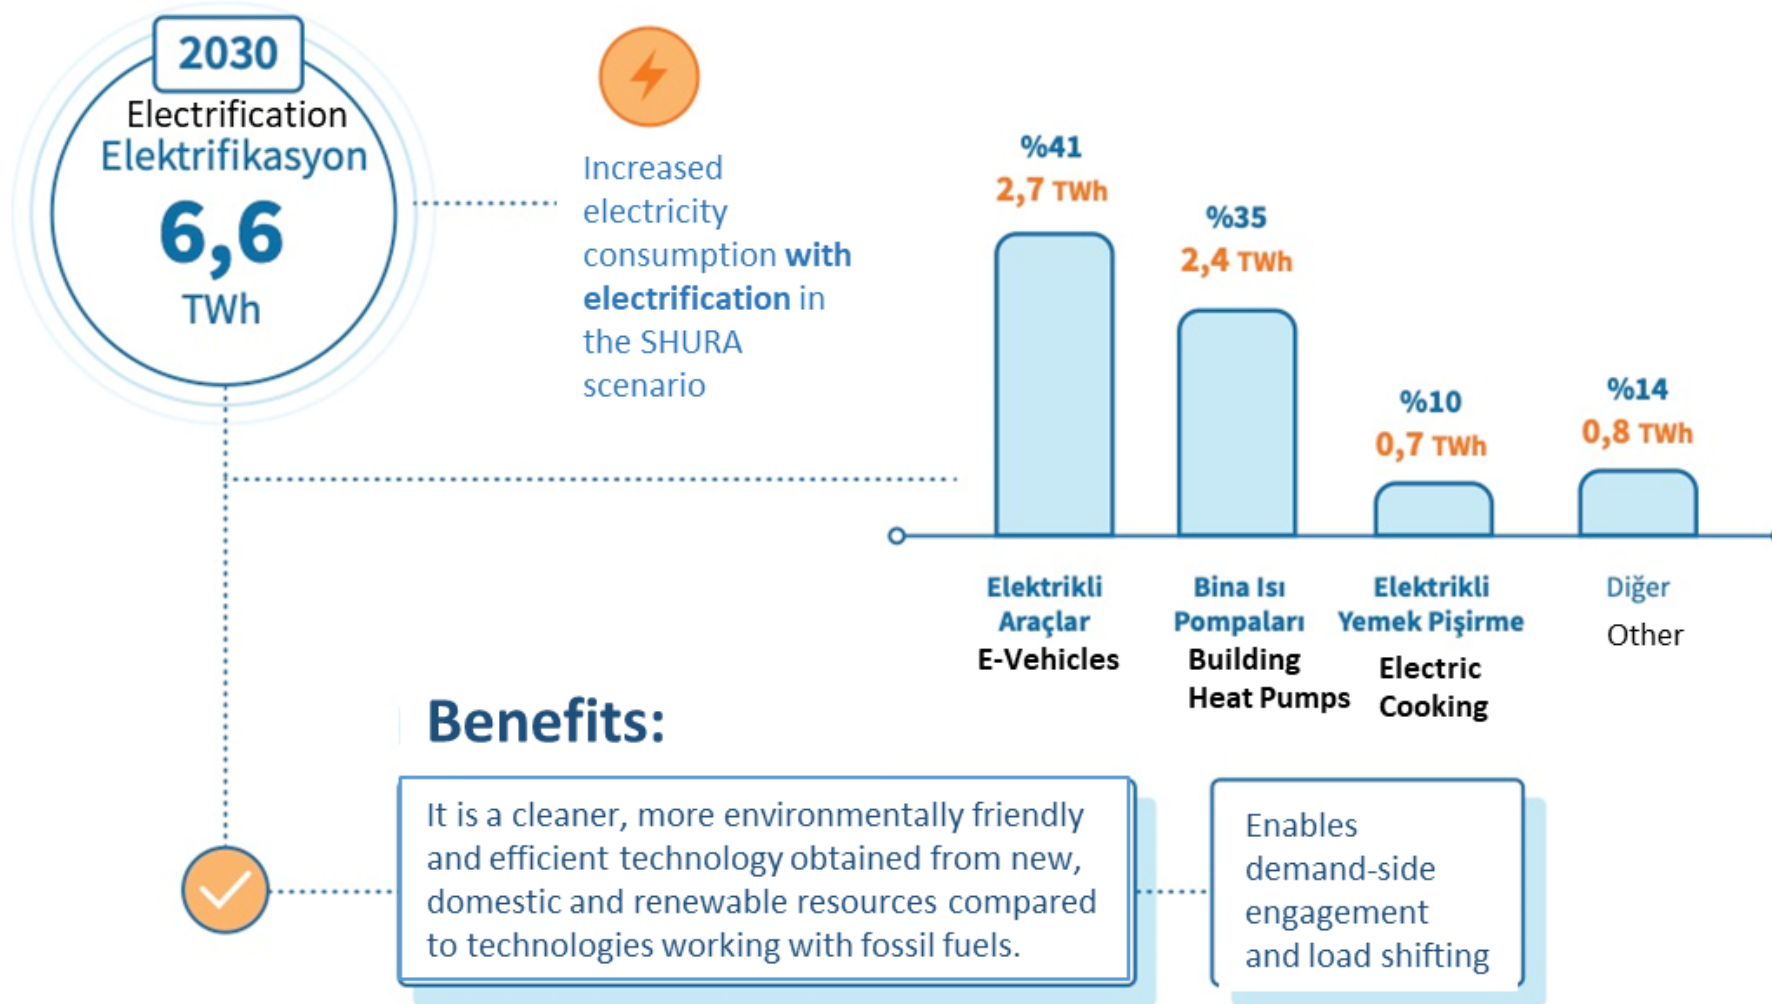 2030
Electrification
Elektrifikasyon
6,6
TWh
Increased
electricity
consumption with
electrification in
the SHURA
scenario
%41
2,7 TWh
%35
2,4 TWh
%10
0,7 TWh
%14
0,8 TWh
Elektrikli
Araçlar
E-Vehicles
Bina Isı
Pompaları
Building
Heat Pumps
Elektrikli
Yemek Pişirme
Electric
Cooking
Diğer
Other
Benefits:
It is a cleaner, more environmentally friendly
and efficient technology obtained from new,
domestic and renewable resources compared
to technologies working with fossil fuels.
Enables
demand-side
engagement
and load shifting